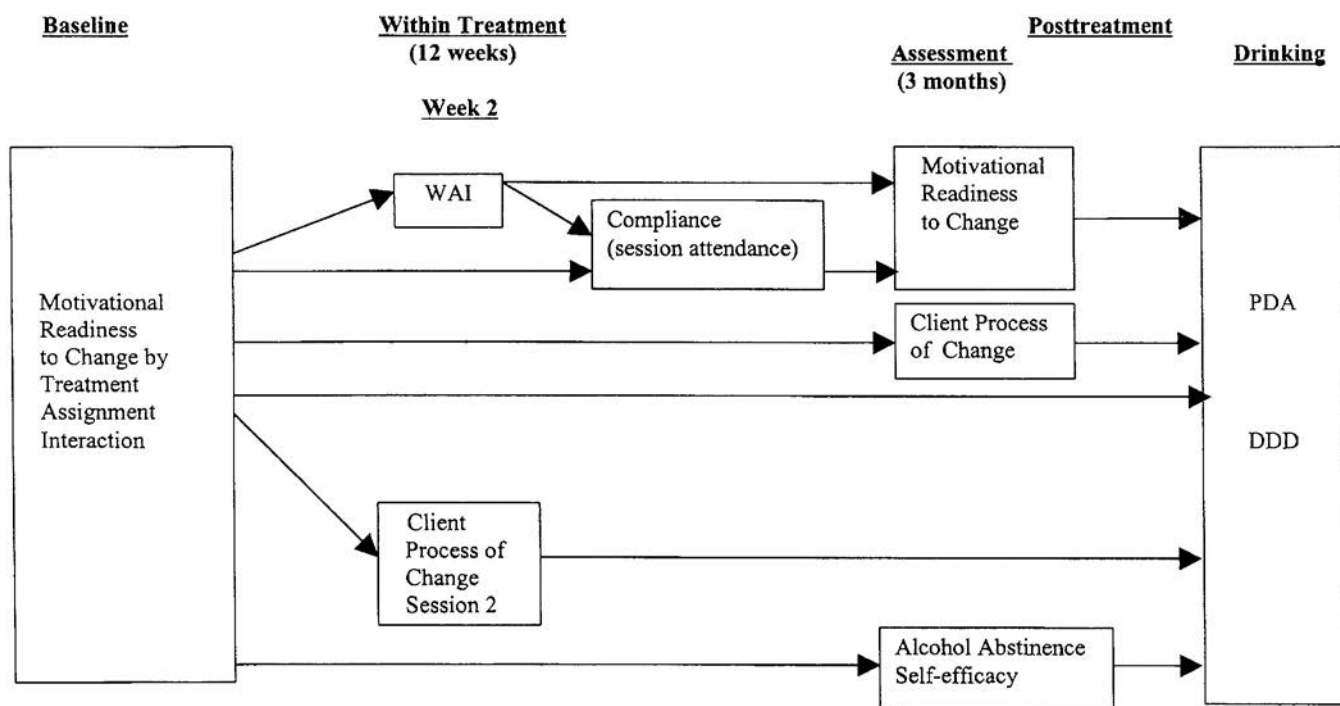 Baseline
Within Treatment
(12 weeks)
Posttreatment
Assessment
(3 months)
Drinking
Week 2
Motivational
Readiness
to Change by
Treatment
Assignment
Interaction
WAI
Compliance
(session attendance)
Motivational
Readiness
to Change
Client Process
of Change
Client
Process of
Change
Session 2
Alcohol Abstinence
Self-efficacy
PDA
DDD